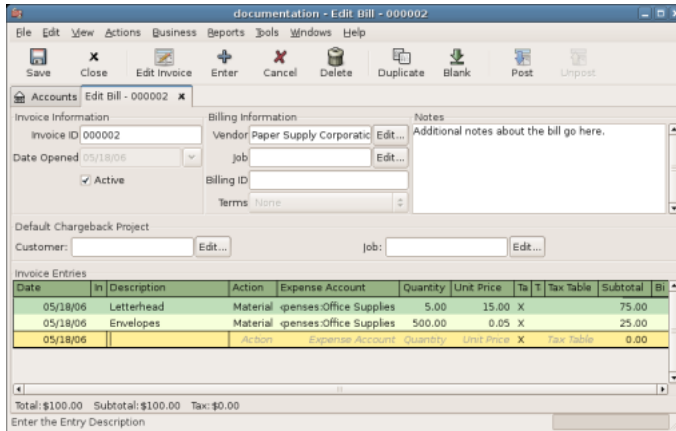 documentation - Edit Bill - 000002
File Edit View Actions Business Reports Tools Windows Help
Save Close Edit Invoice Enter Cancel Delete Duplicate Blank Post Unpost
Accounts Edit Bill - 000002 x
Invoice Information Billing Information Notes
Invoice ID 000002 Vendor Paper Supply Corporatic Edit... Additional notes about the bill go here.
Date Opened 05/18/06 Job Edit...
Active Billing ID
Terms None
Default Chargeback Project
Customer: Edit... Job: Edit...
Invoice Entries
Date In Description Action Expense Account Quantity Unit Price Ta T Tax Table Subtotal Bi
05/18/06 Letterhead Material penses:Office Supplies 5.00 15.00 X 75.00
05/18/06 Envelopes Material penses:Office Supplies 500.00 0.05 X 25.00
05/18/06 Action Expense Account Quantity Unit Price X Tax Table 0.00
Total:$100.00 Subtotal:$100.00 Tax:$0.00
Enter the Entry Description